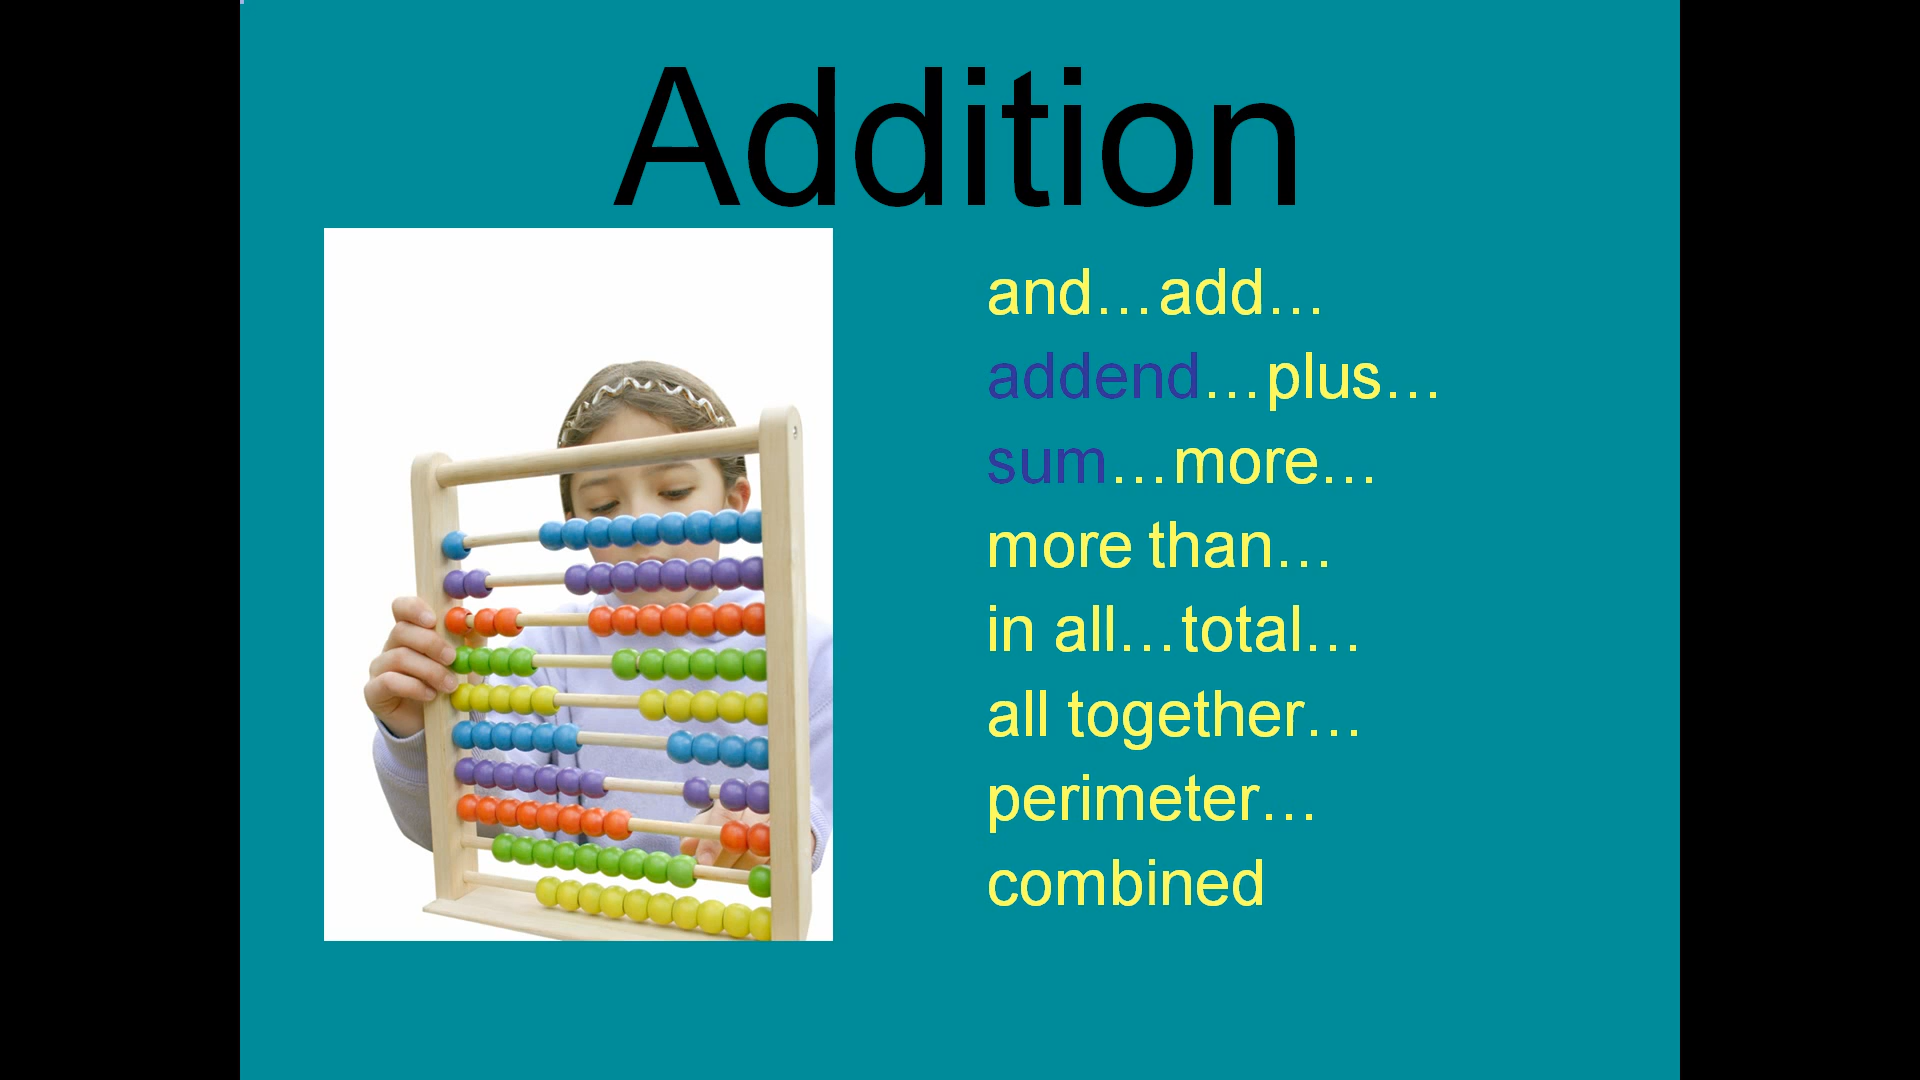 Addition
and…add…
addend…plus…
sum…more…
more than…
in all…total…
all together…
perimeter…
combined